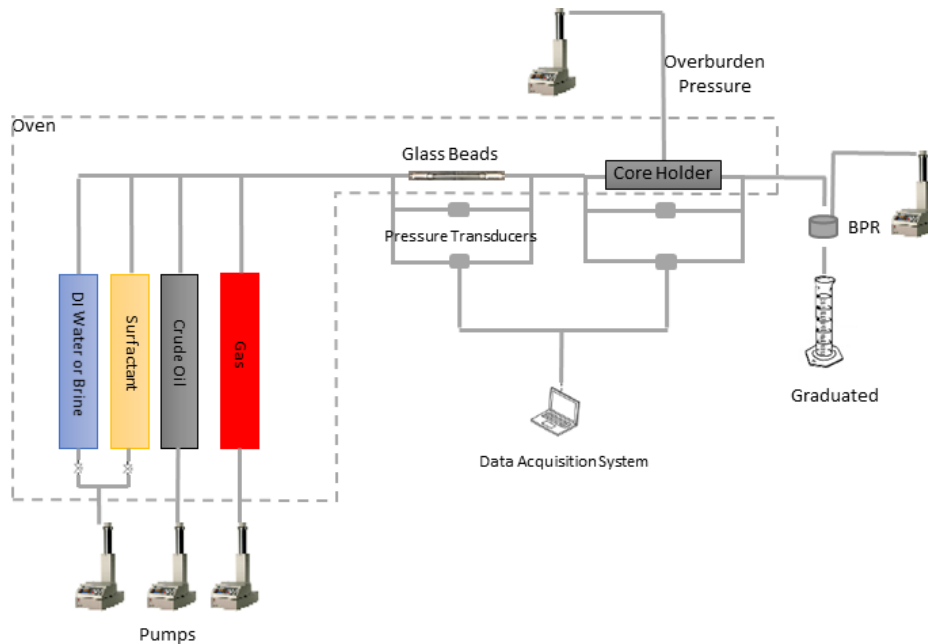 Overburden
Pressure
Oven
Glass Beads
Core Holder
Pressure Transducers
BPR
DI Water or Brine
Surfactant
Crude Oil
Gas
Graduated
Data Acquisition System
Pumps